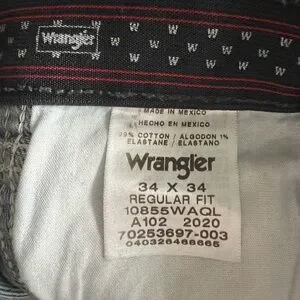 Wrangler
MADE IN MEXICO
HECHO EN MEXICO
99% COTTON / ALGODON 1%
ELASTANE / ELASTANO
Wrangler
34 X 34
REGULAR FIT
10855WAQL
A102 2020
70253697-003
040326468665